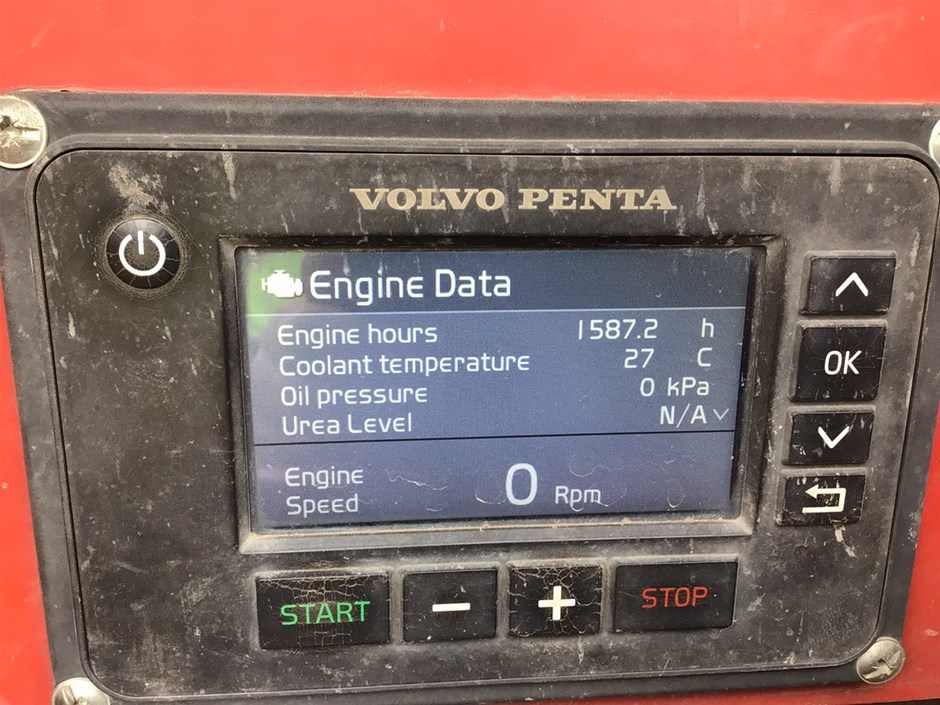 VOLVO PENTA
Engine Data
Engine hours 1587.2 h
Coolant temperature 27 C
Oil pressure 0 kPa
Urea Level N/A
Engine Speed 0 Rpm
OK
START - + STOP